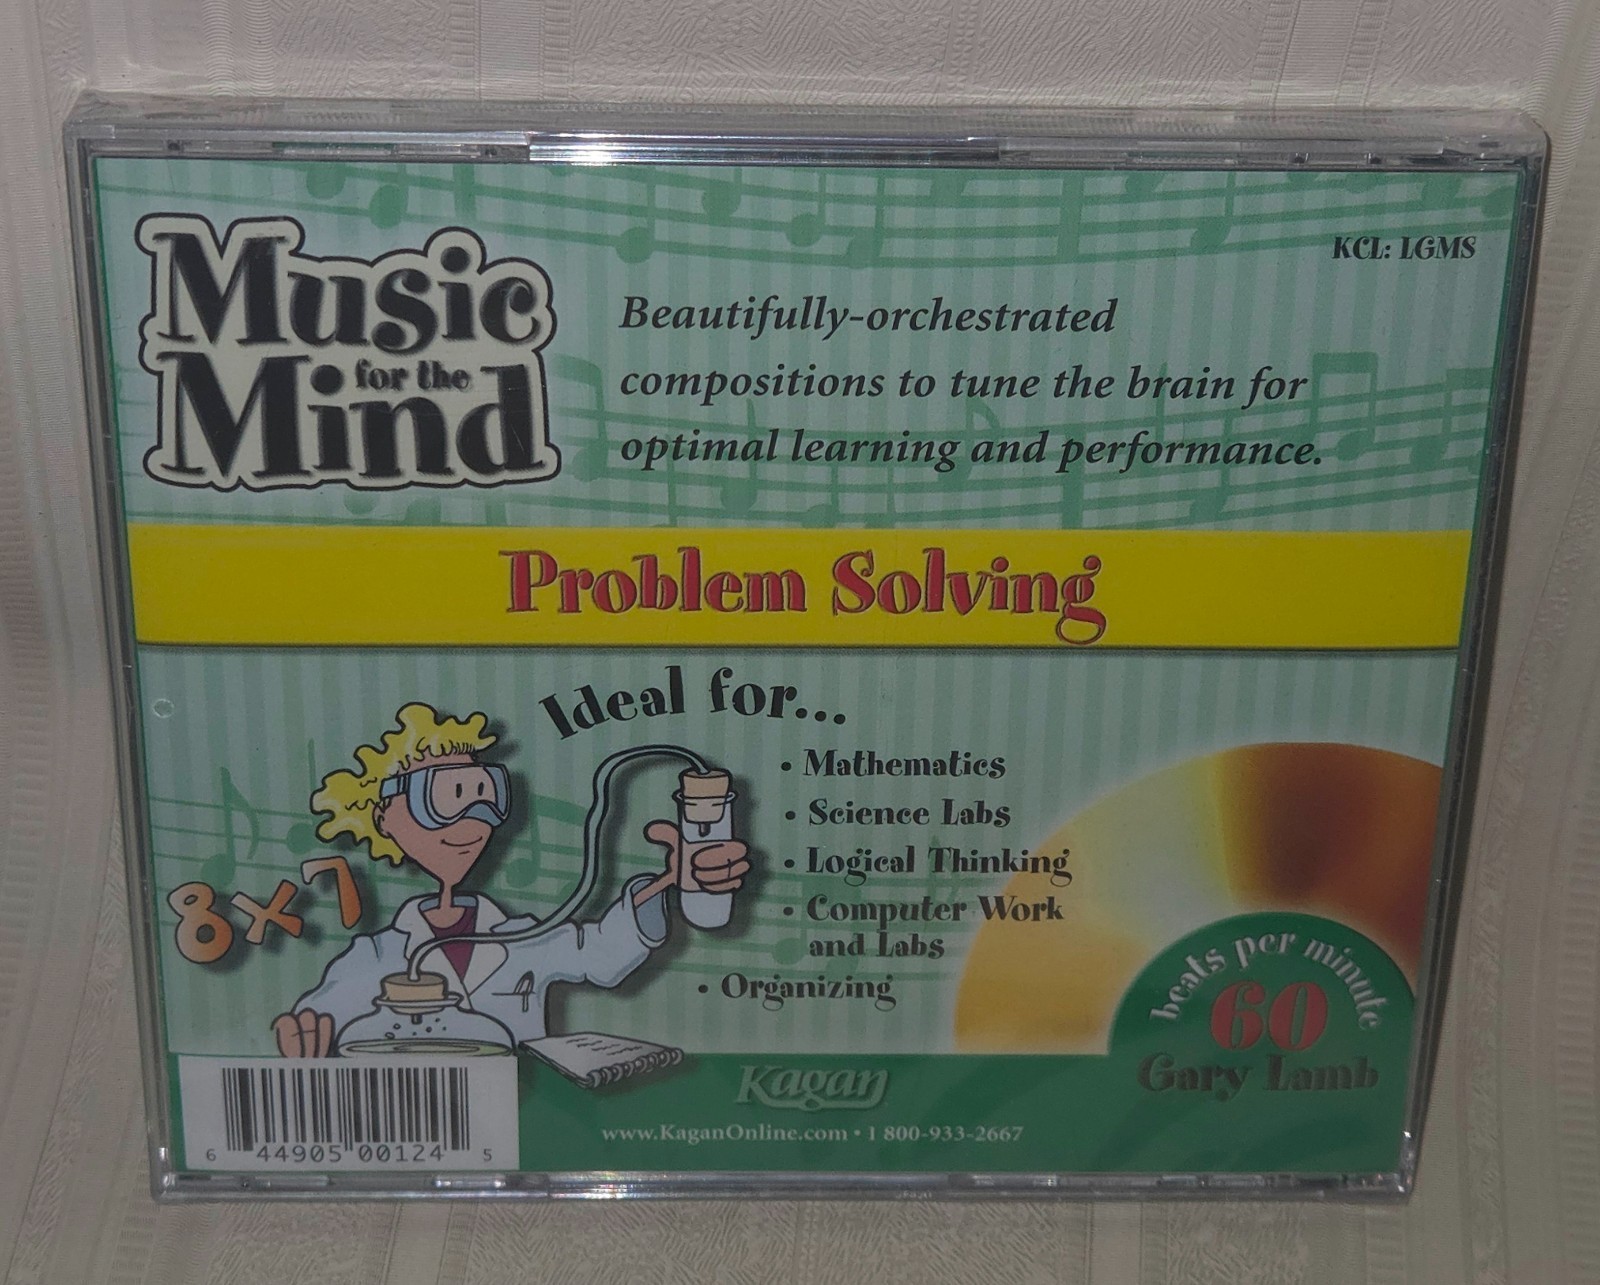 Music
for the
Mind
KCL: LGMS
Beautifully-orchestrated
compositions to tune the brain for
optimal learning and performance.
Problem Solving
Ideal for...
• Mathematics
• Science Labs
• Logical Thinking
• Computer Work
and Labs
• Organizing
8x7
beats per minute
60
Gary Lamb
Kagan
www.KaganOnline.com • 1 800-933-2667
6 44905 00124 5